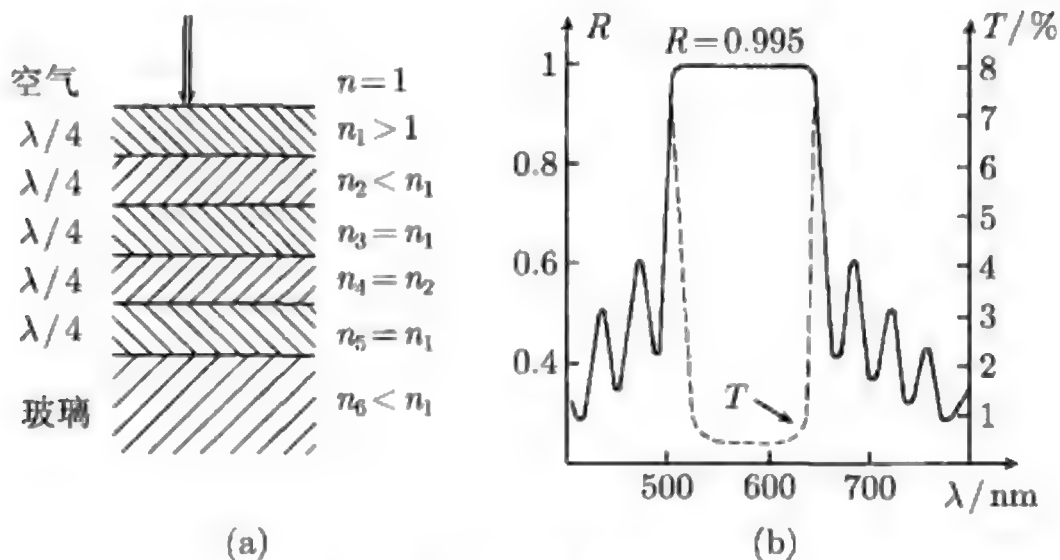 空气 n=1
λ/4 n₁>1
λ/4 n₂<n₁
λ/4 n₃=n₁
λ/4 n₄=n₂
λ/4 n₅=n₁
玻璃 n₆<n₁
(a)
R R=0.995 T/%
1
0.8
0.6
0.4
8
7
6
5
4
3
2
1
T
500 600 700 λ/nm
(b)